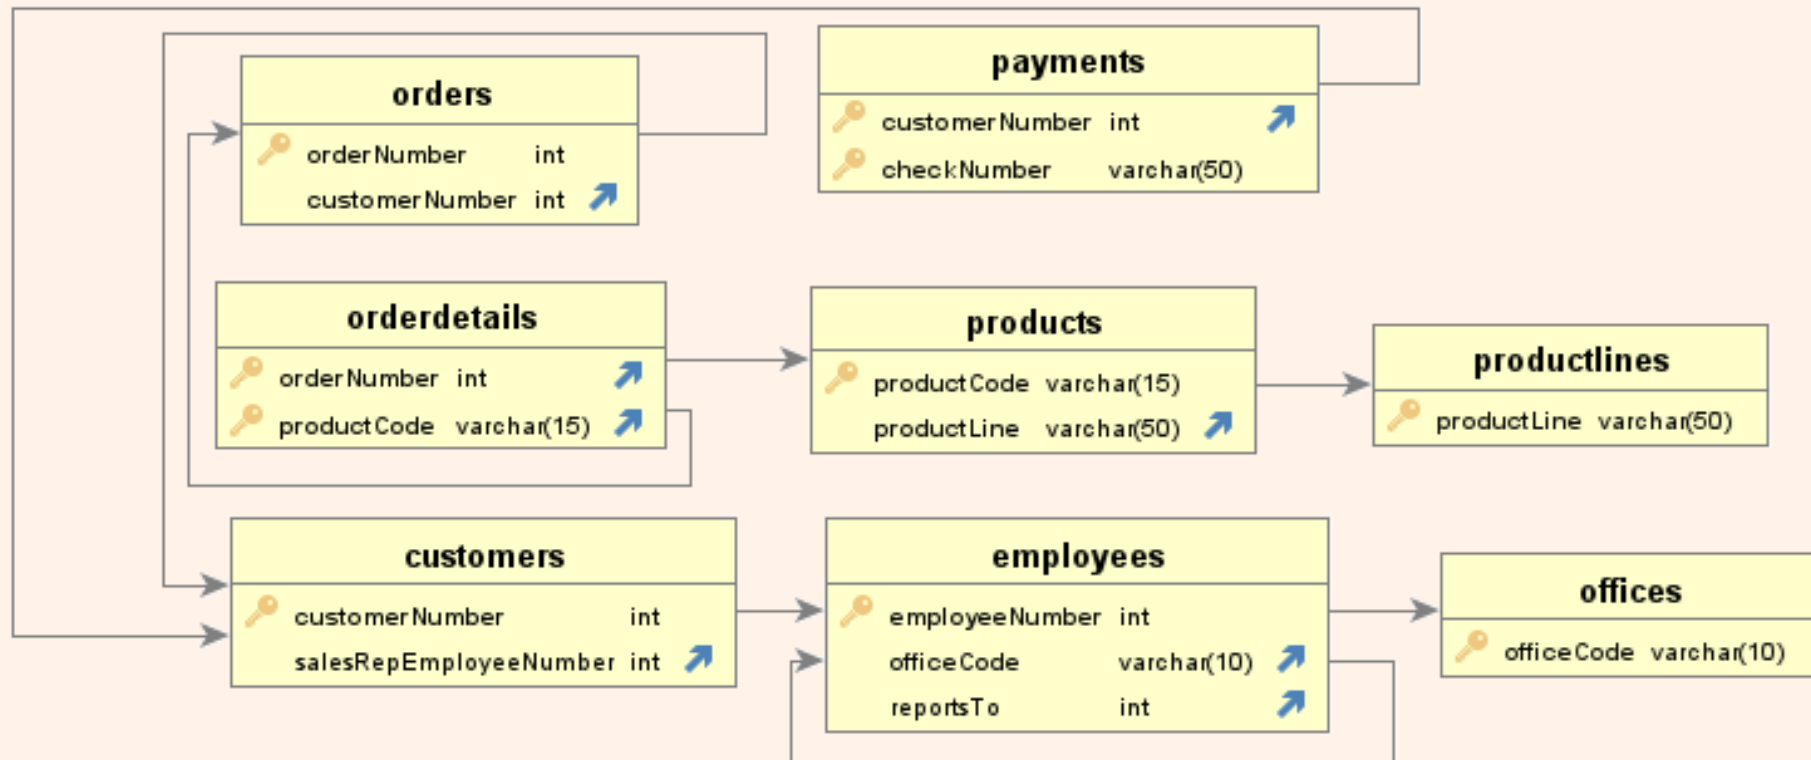 orders
orderNumber int
customerNumber int
payments
customerNumber int
checkNumber varchar(50)
orderdetails
orderNumber int
productCode varchar(15)
products
productCode varchar(15)
productLine varchar(50)
productlines
productLine varchar(50)
customers
customerNumber int
salesRepEmployeeNumber int
employees
employeeNumber int
officeCode varchar(10)
reportsTo int
offices
officeCode varchar(10)